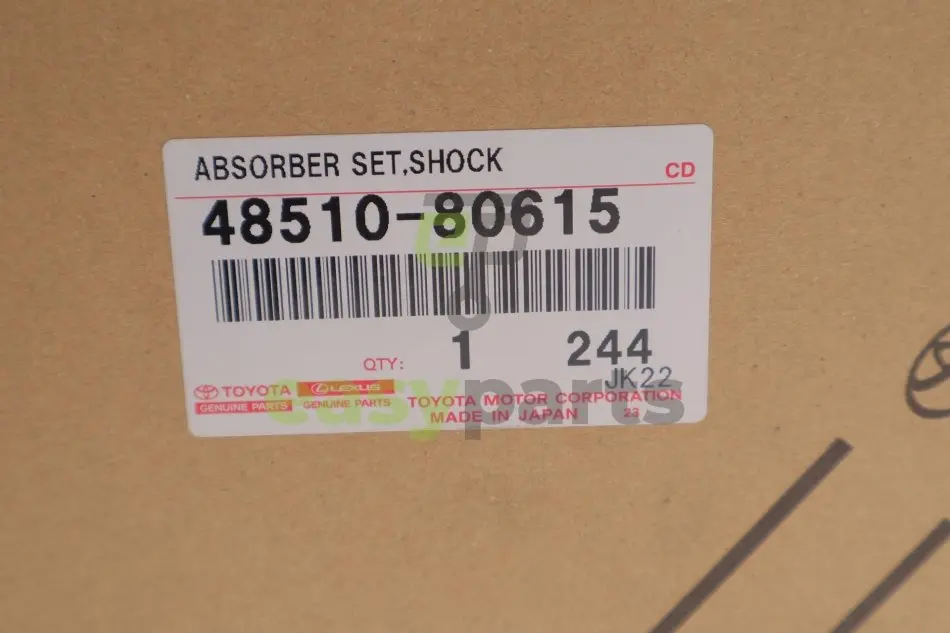 ABSORBER SET,SHOCK
CD
48510-80615
QTY: 1 244
JK22
TOYOTA LEXUS
GENUINE PARTS GENUINE PARTS
TOYOTA MOTOR CORPORATION
MADE IN JAPAN 23
ep
easyparts